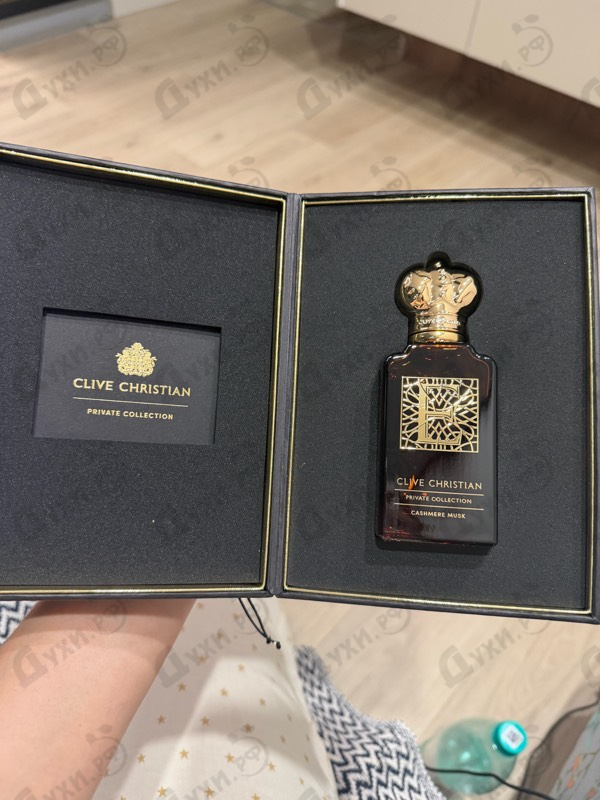 CLIVE CHRISTIAN
PRIVATE COLLECTION
E
CLIVE CHRISTIAN
PRIVATE COLLECTION
CASHMERE MUSK
Духи.РФ